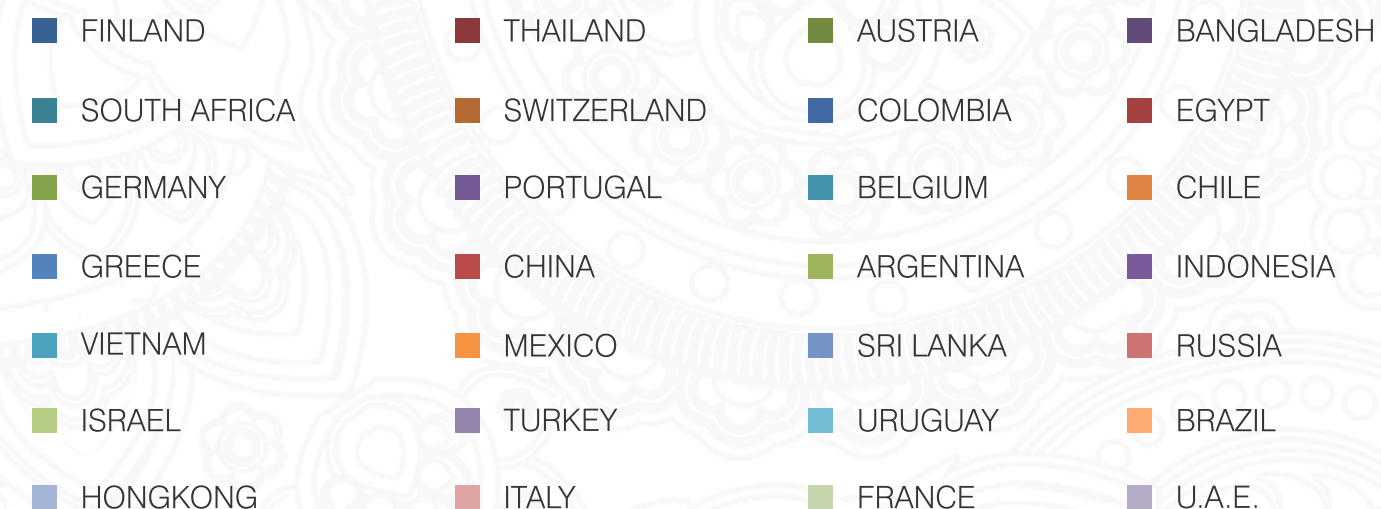 FINLAND THAILAND AUSTRIA BANGLADESH
SOUTH AFRICA SWITZERLAND COLOMBIA EGYPT
GERMANY PORTUGAL BELGIUM CHILE
GREECE CHINA ARGENTINA INDONESIA
VIETNAM MEXICO SRI LANKA RUSSIA
ISRAEL TURKEY URUGUAY BRAZIL
HONGKONG ITALY FRANCE U.A.E.